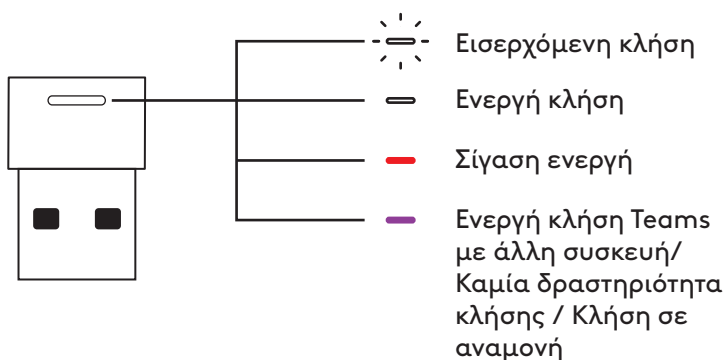 Εισερχόμενη κλήση
Ενεργή κλήση
Σίγαση ενεργή
Ενεργή κλήση Teams
με άλλη συσκευή/
Καμία δραστηριότητα
κλήσης / Κλήση σε
αναμονή